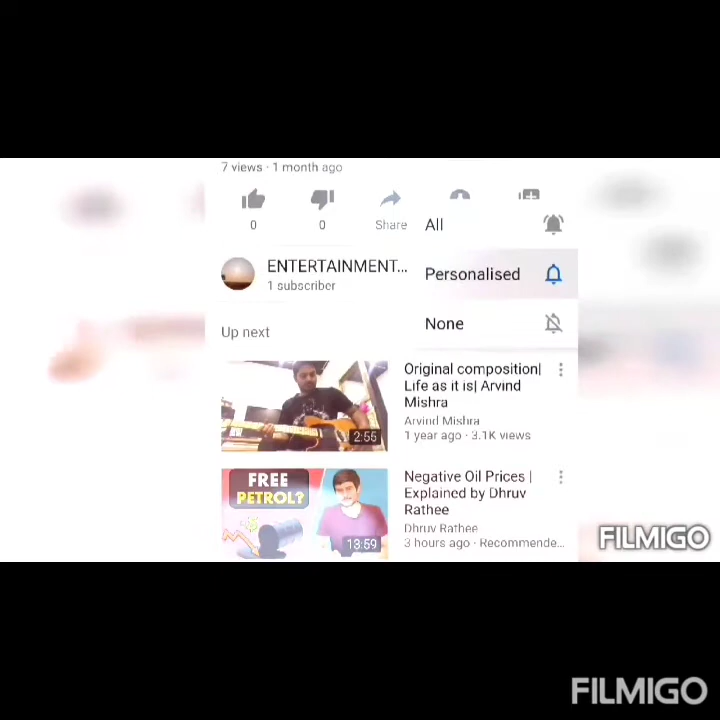 7 views · 1 month ago
0
0
Share
All
Personalised
None
ENTERTAINMENT...
1 subscriber
Up next
2:55
Original composition|
Life as it is| Arvind
Mishra
Arvind Mishra
1 year ago · 3.1K views
FREE
PETROL?
13:59
Negative Oil Prices |
Explained by Dhruv
Rathee
Dhruv Rathee
3 hours ago · Recommende...
FILMIGO
FILMIGO